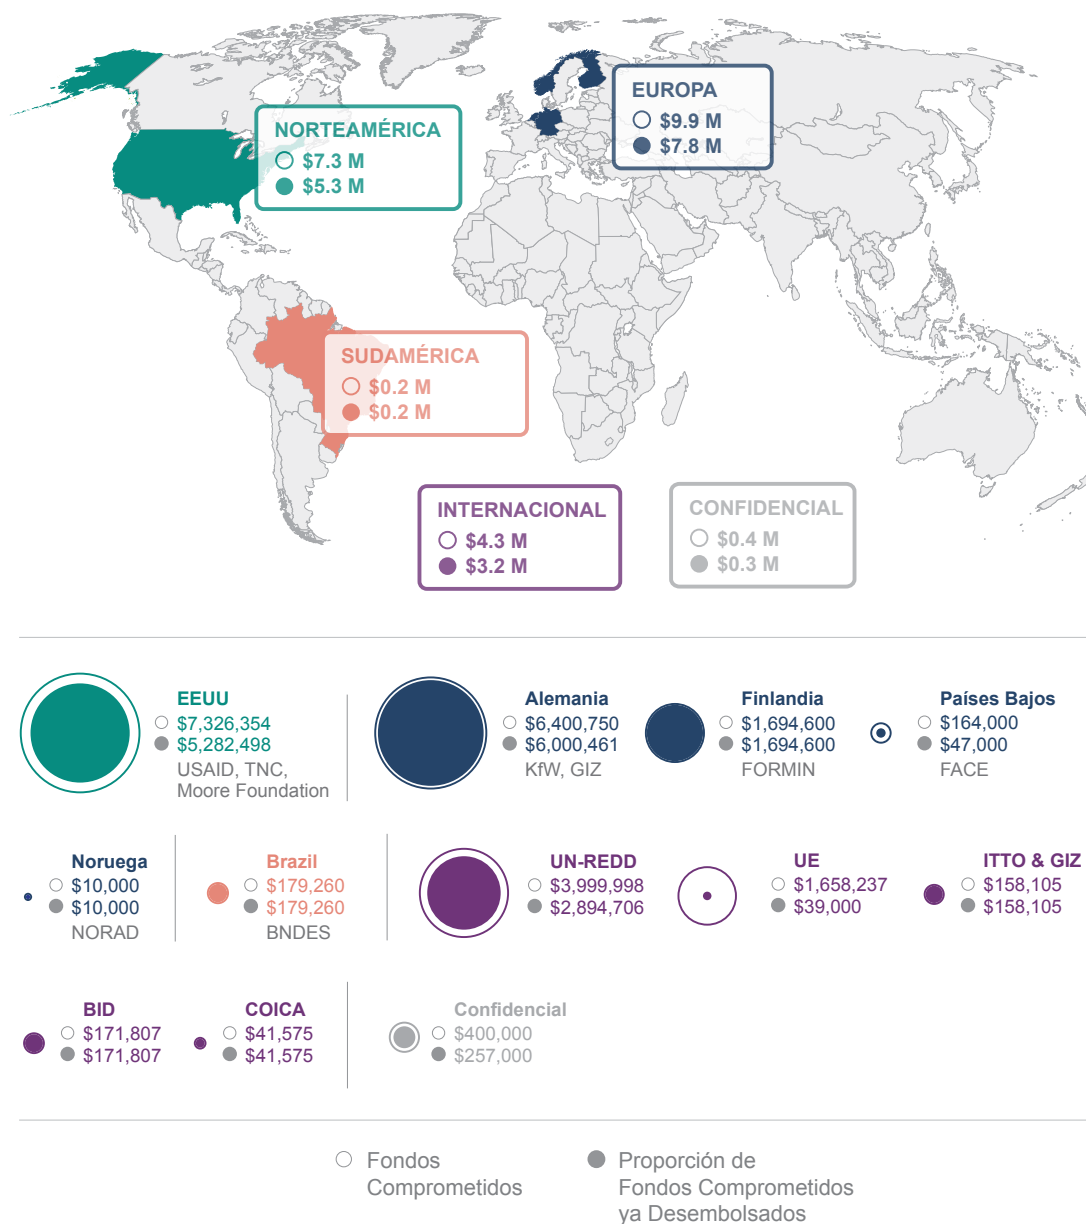 NORTEAMÉRICA
$7.3 M
$5.3 M
EUROPA
$9.9 M
$7.8 M
SUDAMÉRICA
$0.2 M
$0.2 M
INTERNACIONAL
$4.3 M
$3.2 M
CONFIDENCIAL
$0.4 M
$0.3 M
EEUU
$7,326,354
$5,282,498
USAID, TNC,
Moore Foundation
Alemania
$6,400,750
$6,000,461
KfW, GIZ
Finlandia
$1,694,600
$1,694,600
FORMIN
Países Bajos
$164,000
$47,000
FACE
Noruega
$10,000
$10,000
NORAD
Brazil
$179,260
$179,260
BNDES
UN-REDD
$3,999,998
$2,894,706
UE
$1,658,237
$39,000
ITTO & GIZ
$158,105
$158,105
BID
$171,807
$171,807
COICA
$41,575
$41,575
Confidencial
$400,000
$257,000
Fondos
Comprometidos
Proporción de
Fondos Comprometidos
ya Desembolsados